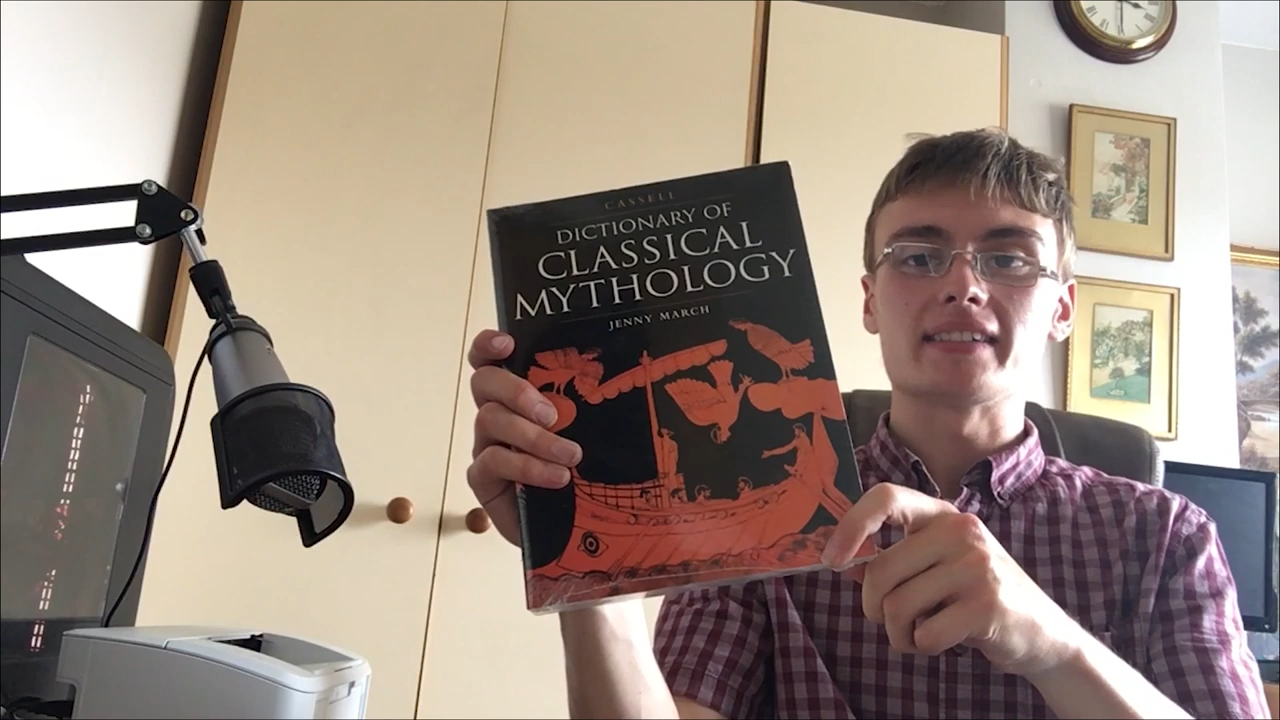 CASSELL
DICTIONARY OF
CLASSICAL
MYTHOLOGY
JENNY MARCH